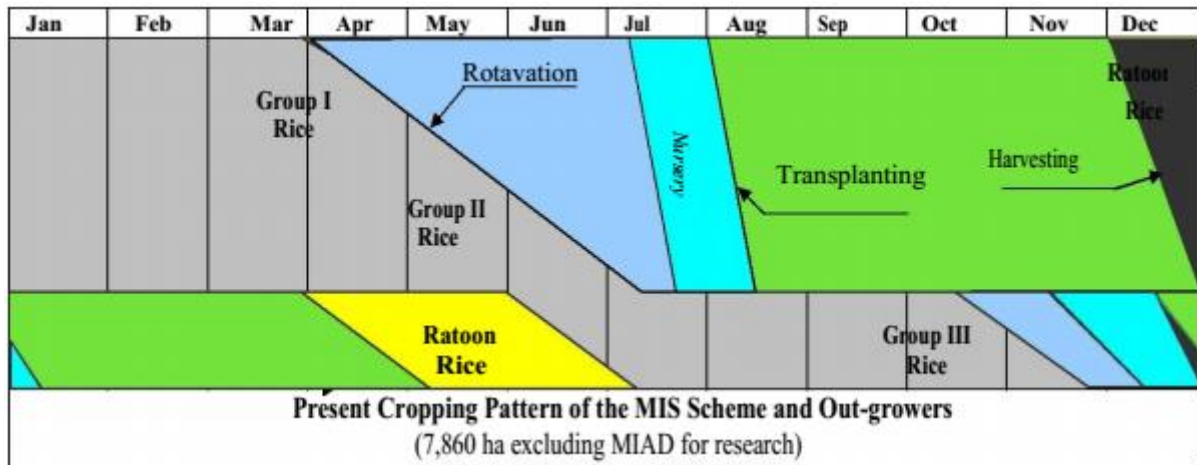 Jan Feb Mar Apr May Jun Jul Aug Sep Oct Nov Dec
Rotavation
Group I
Rice
Nursery
Transplanting
Ratoon
Rice
Harvesting
Group II
Rice
Ratoon
Rice
Group III
Rice
Present Cropping Pattern of the MIS Scheme and Out-growers
(7,860 ha excluding MIAD for research)